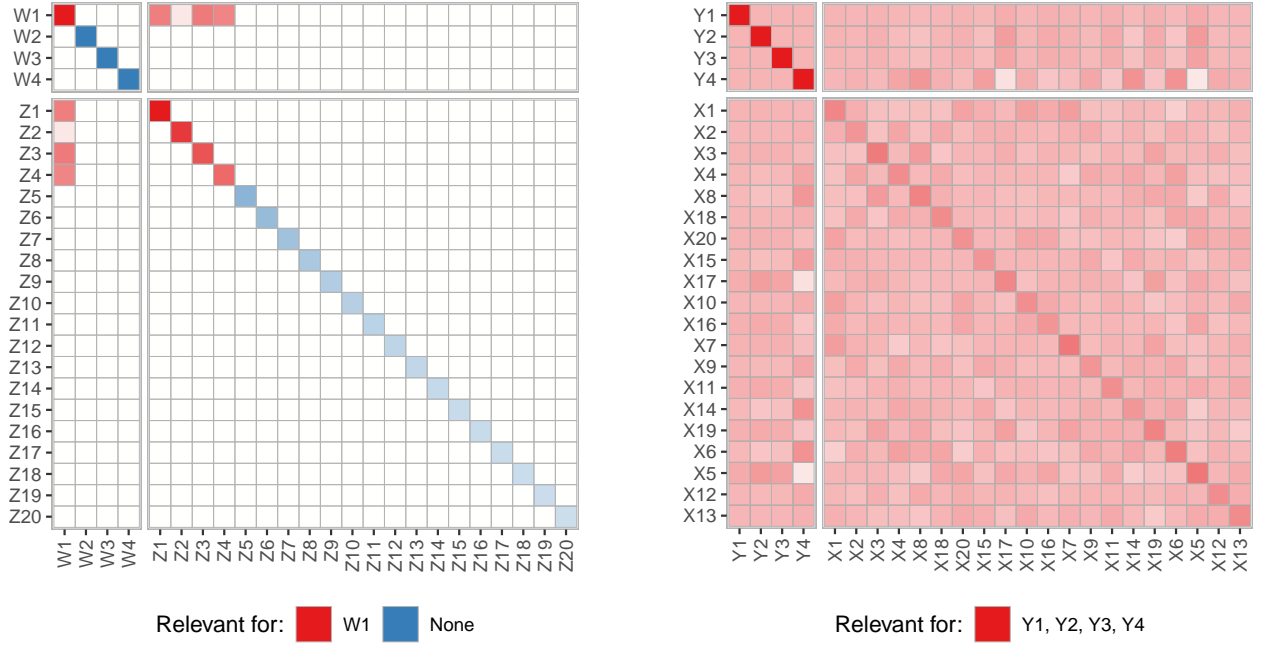 W1
W2
W3
W4
Z1
Z2
Z3
Z4
Z5
Z6
Z7
Z8
Z9
Z10
Z11
Z12
Z13
Z14
Z15
Z16
Z17
Z18
Z19
Z20
W1 W2 W3 W4 Z1 Z2 Z3 Z4 Z5 Z6 Z7 Z8 Z9 Z10 Z11 Z12 Z13 Z14 Z15 Z16 Z17 Z18 Z19 Z20
Relevant for: W1 None
Y1
Y2
Y3
Y4
X1
X2
X3
X4
X8
X18
X20
X15
X17
X10
X16
X7
X9
X11
X14
X19
X6
X5
X12
X13
Y1 Y2 Y3 Y4 X1 X2 X3 X4 X8 X18 X20 X15 X17 X10 X16 X7 X9 X11 X14 X19 X6 X5 X12 X13
Relevant for: Y1, Y2, Y3, Y4